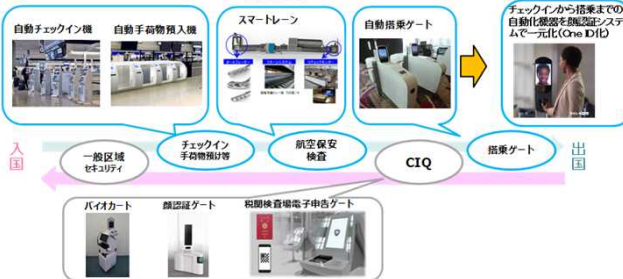 自動チェックイン機
自動手荷物預入機
スマートレーン
自動搭乗ゲート
チェックインから搭乗までの
自動化機器を顔認証システ
ムで一元化(One ID化)
入国
一般区域
セキュリティ
チェックイン
手荷物預け等
航空保安
検査
CIQ
搭乗ゲート
出国
バイオカート
顔認証ゲート
税関検査場電子申告ゲート